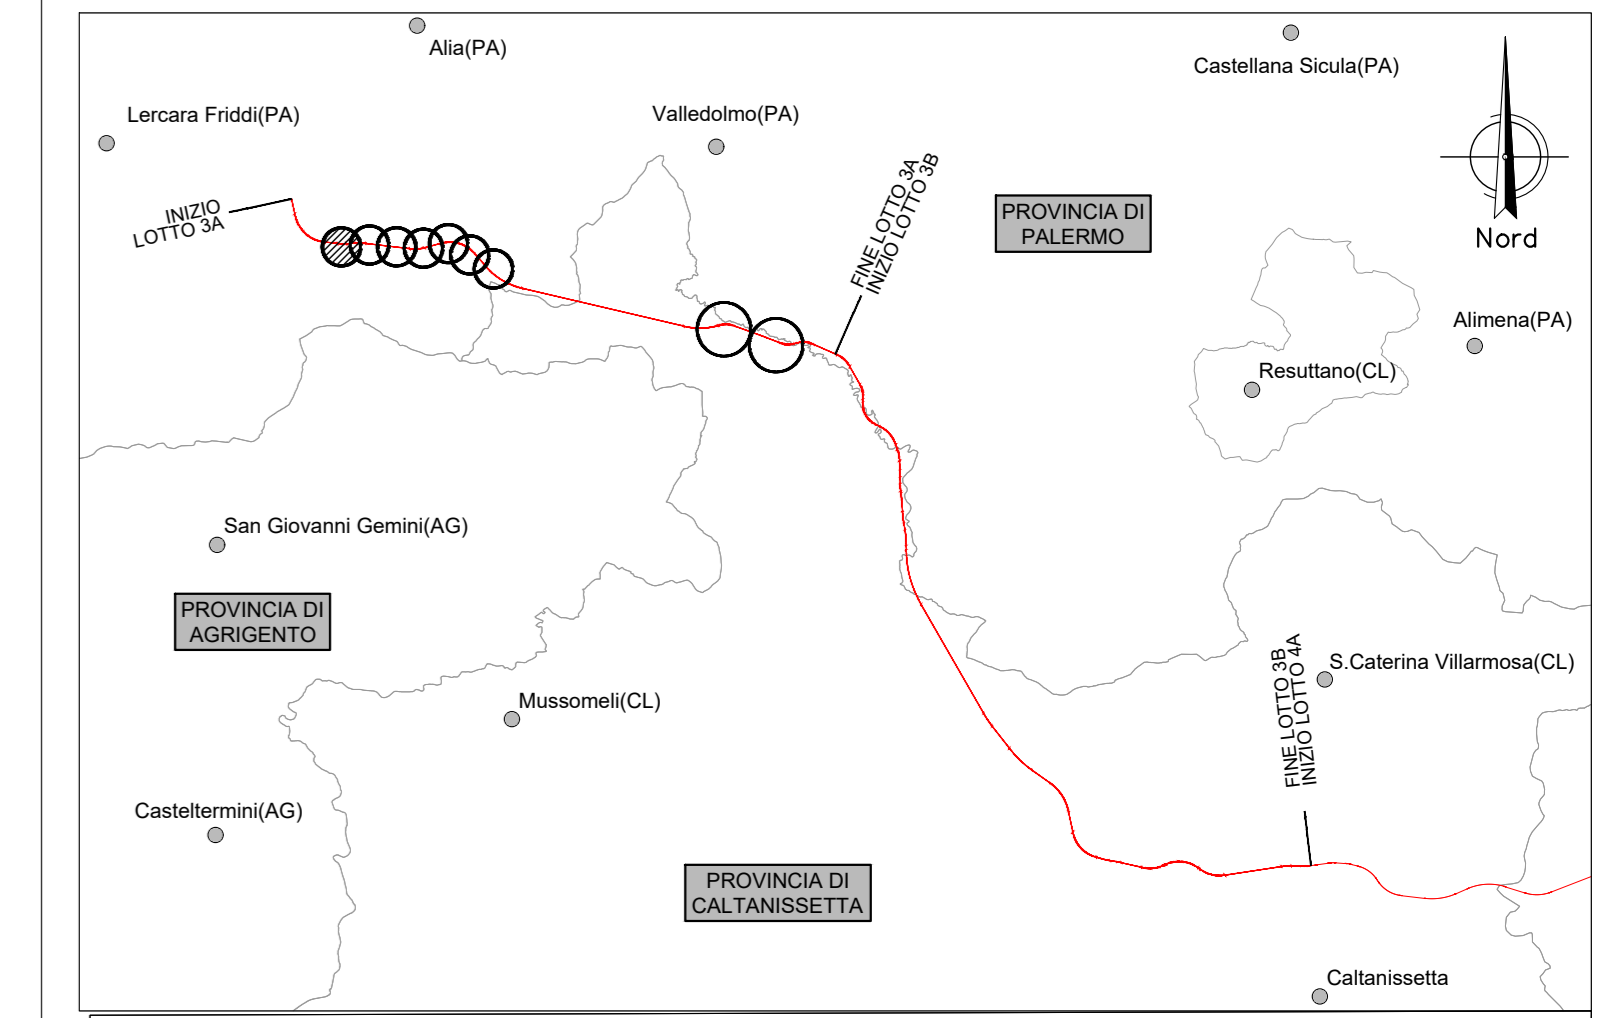 Alia(PA)
Castellana Sicula(PA)
Lercara Friddi(PA)
Valledolmo(PA)
INIZIO
LOTTO 3A
FINE LOTTO 3A
INIZIO LOTTO 3B
PROVINCIA DI
PALERMO
Nord
Alimena(PA)
Resuttano(CL)
San Giovanni Gemini(AG)
PROVINCIA DI
AGRIGENTO
FINE LOTTO 3B
INIZIO LOTTO 4A
S.Caterina Villarmosa(CL)
Mussomeli(CL)
Casteltermini(AG)
PROVINCIA DI
CALTANISSETTA
Caltanissetta